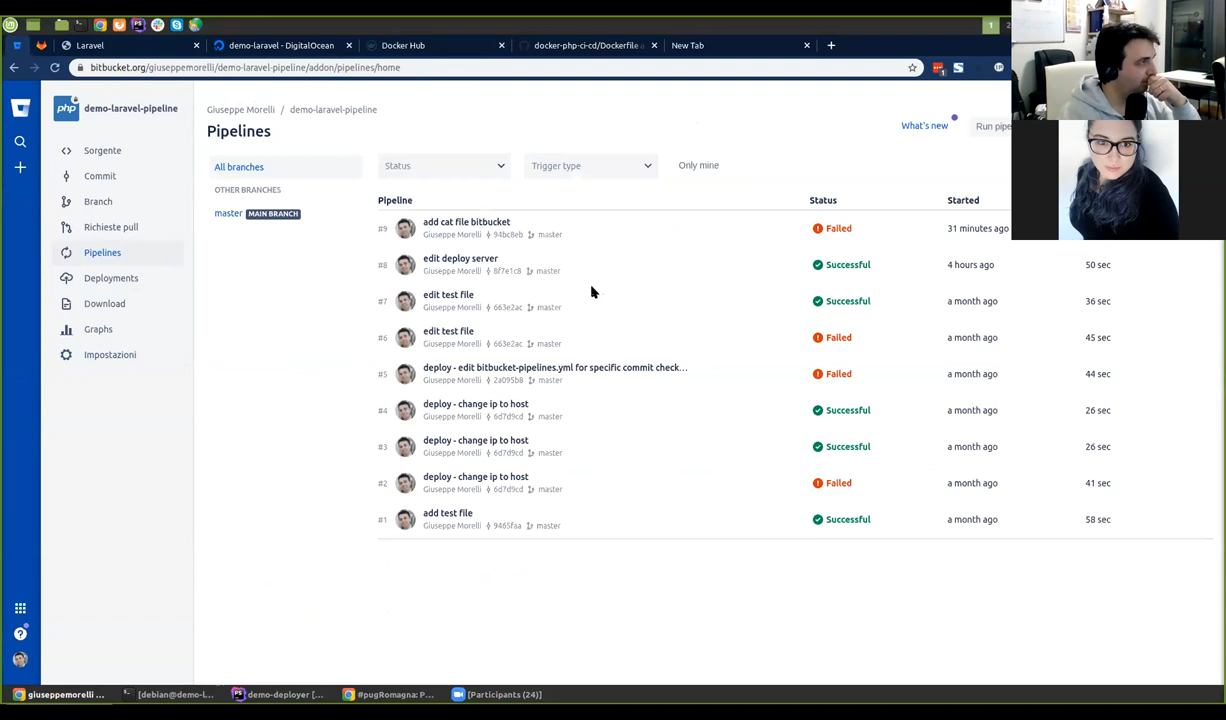 1
Laravel
demo-laravel - DigitalOcean
Docker Hub
docker-php-ci-cd/Dockerfile
New Tab
bitbucket.org/giuseppemorelli/demo-laravel-pipeline/addon/pipelines/home
php
demo-laravel-pipeline
Sorgente
Commit
Branch
Richieste pull
Pipelines
Deployments
Download
Graphs
Impostazioni
Giuseppe Morelli / demo-laravel-pipeline
Pipelines
What's new
Run pipe
All branches
OTHER BRANCHES
master MAIN BRANCH
Status
Trigger type
Only mine
Pipeline Status Started
#9 add cat file bitbucket Failed 31 minutes ago
Giuseppe Morelli 94bc8eb master
#8 edit deploy server Successful 4 hours ago 50 sec
Giuseppe Morelli 8f7e1c8 master
#7 edit test file Successful a month ago 36 sec
Giuseppe Morelli 663e2ac master
#6 edit test file Failed a month ago 45 sec
Giuseppe Morelli 663e2ac master
#5 deploy - edit bitbucket-pipelines.yml for specific commit check... Failed a month ago 44 sec
Giuseppe Morelli 2a095b8 master
#4 deploy - change ip to host Successful a month ago 26 sec
Giuseppe Morelli 6d7d9cd master
#3 deploy - change ip to host Successful a month ago 26 sec
Giuseppe Morelli 6d7d9cd master
#2 deploy - change ip to host Failed a month ago 41 sec
Giuseppe Morelli 6d7d9cd master
#1 add test file Successful a month ago 58 sec
Giuseppe Morelli 9465faa master
giuseppemorelli ...
[debian@demo-l...
demo-deployer [...
#pugRomagna: P...
[Participants (24)]